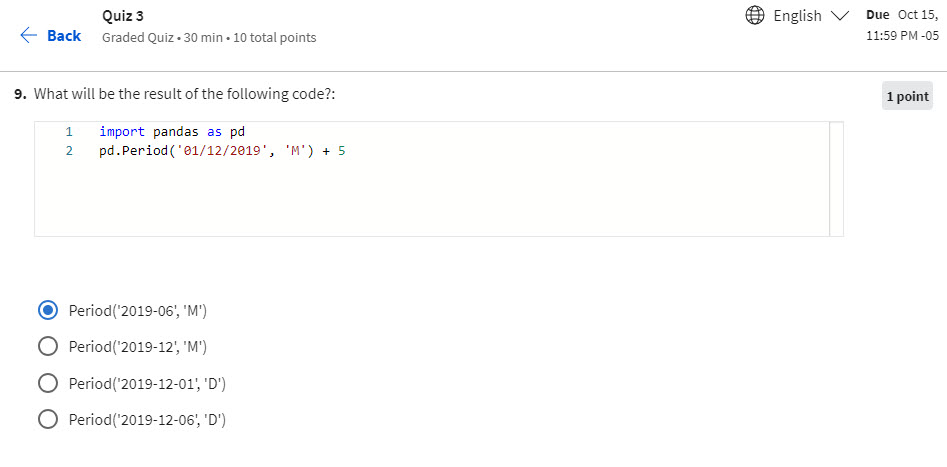 Quiz 3
Back
Graded Quiz • 30 min • 10 total points
English
Due Oct 15,
11:59 PM -05
9. What will be the result of the following code?:
1 point
1 import pandas as pd
2 pd.Period('01/12/2019', 'M') + 5
Period('2019-06', 'M')
Period('2019-12', 'M')
Period('2019-12-01', 'D')
Period('2019-12-06', 'D')